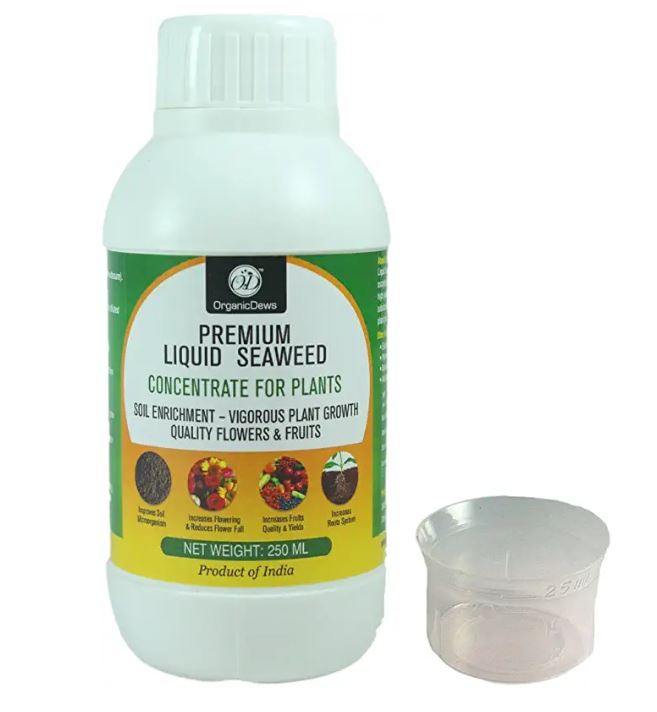 OD
OrganicDews
PREMIUM
LIQUID SEAWEED
CONCENTRATE FOR PLANTS
SOIL ENRICHMENT – VIGOROUS PLANT GROWTH
QUALITY FLOWERS & FRUITS
Improves Soil
Microorganism
Increases Flowering
& Reduces Flower Fall
Increases Fruits
Quality & Yields
Increases
Roots System
NET WEIGHT: 250 ML
Product of India
25 ML